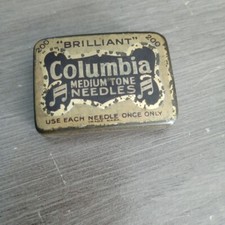 200 "BRILLIANT" 200
Columbia
MEDIUM TONE
NEEDLES
USE EACH NEEDLE ONCE ONLY